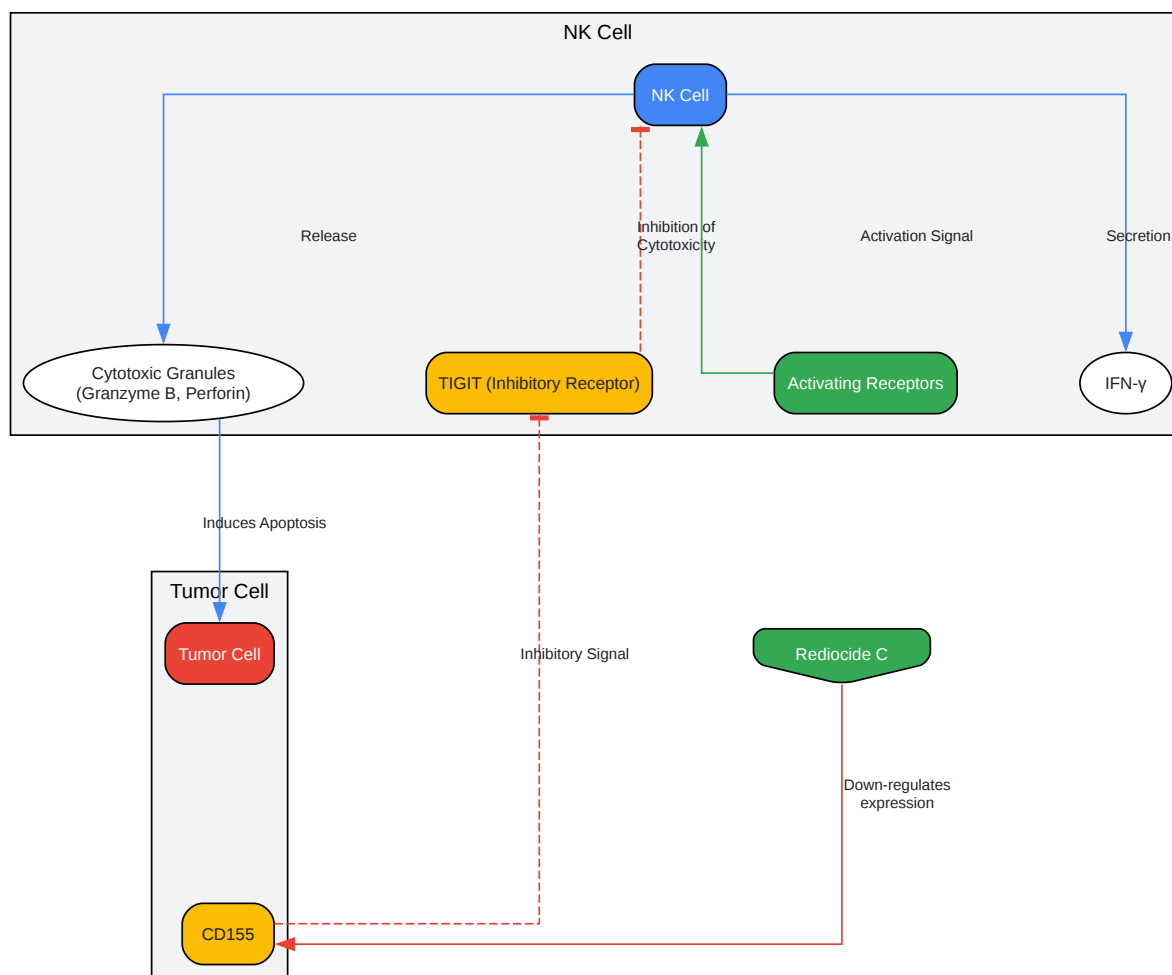 NK Cell
NK Cell
Release
Inhibition of
Cytotoxicity
Activation Signal
Secretion
Cytotoxic Granules
(Granzyme B, Perforin)
TIGIT (Inhibitory Receptor)
Activating Receptors
IFN-γ
Induces Apoptosis
Tumor Cell
Tumor Cell
Inhibitory Signal
Rediocide C
Down-regulates
expression
CD155